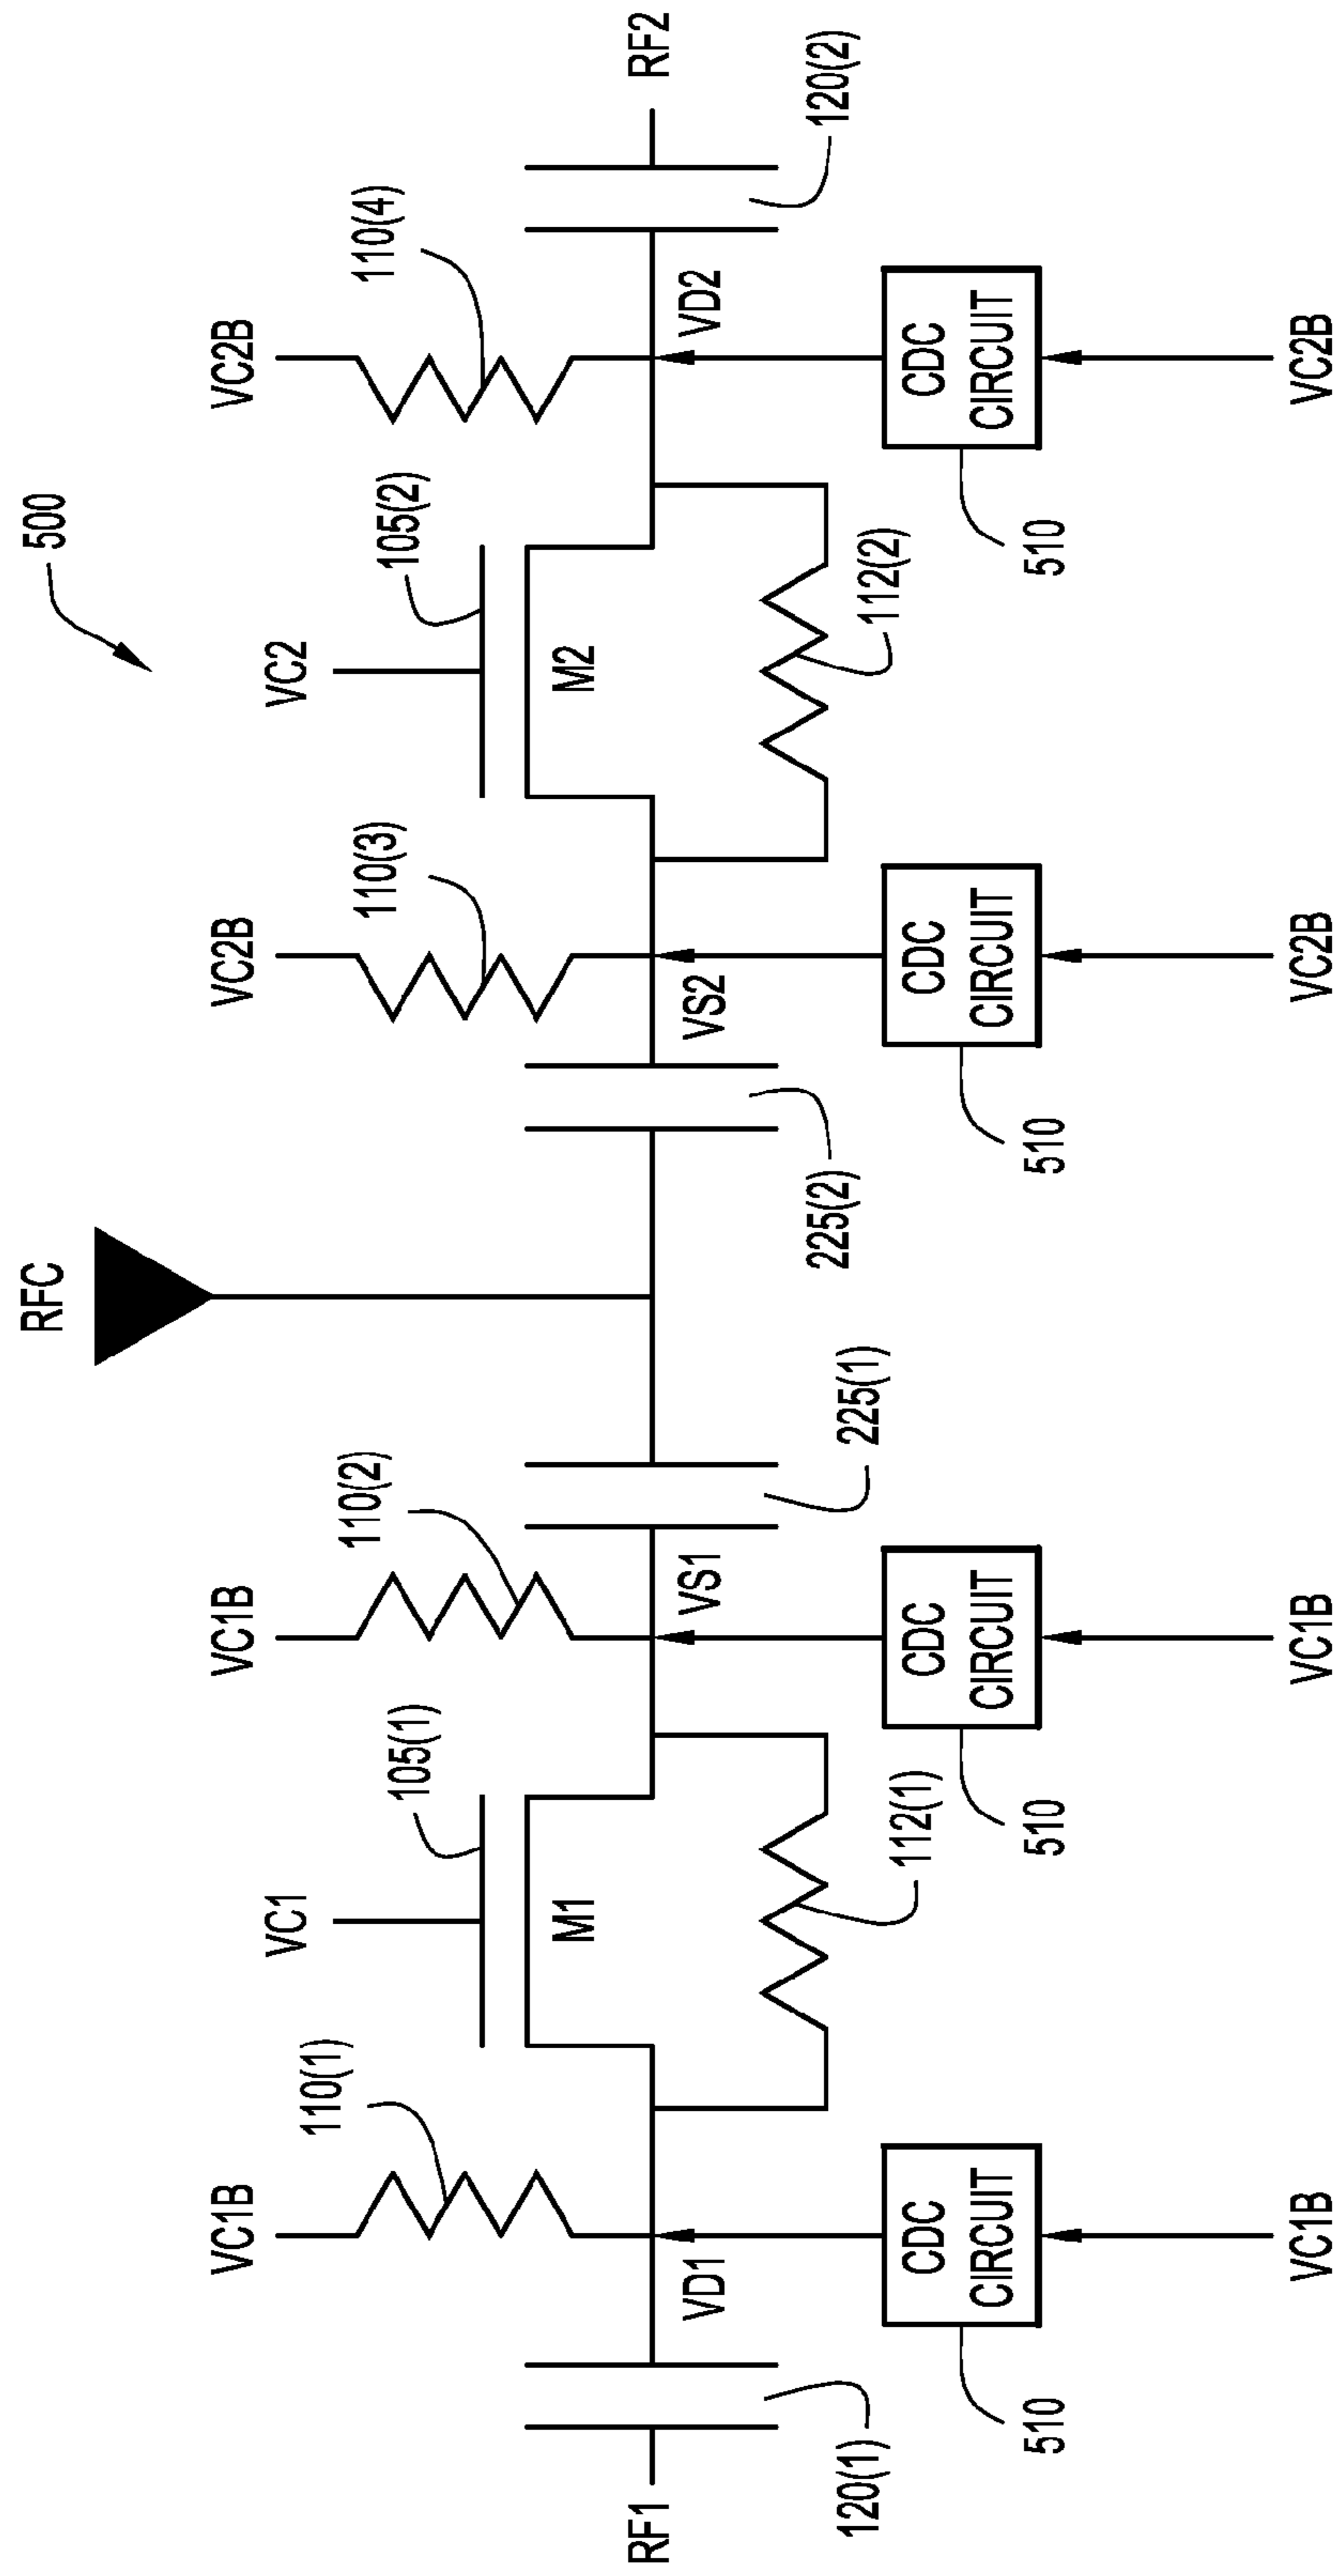 500
RFC
VC1B
VC1
VC1B
VC2B
VC2
VC2B
110(1)
105(1)
110(2)
110(3)
105(2)
110(4)
RF1
M1
M2
RF2
VD1
VS1
VS2
VD2
120(1)
112(1)
225(1)
225(2)
112(2)
120(2)
CDC
CIRCUIT
CDC
CIRCUIT
CDC
CIRCUIT
CDC
CIRCUIT
510
510
510
510
VC1B
VC1B
VC2B
VC2B